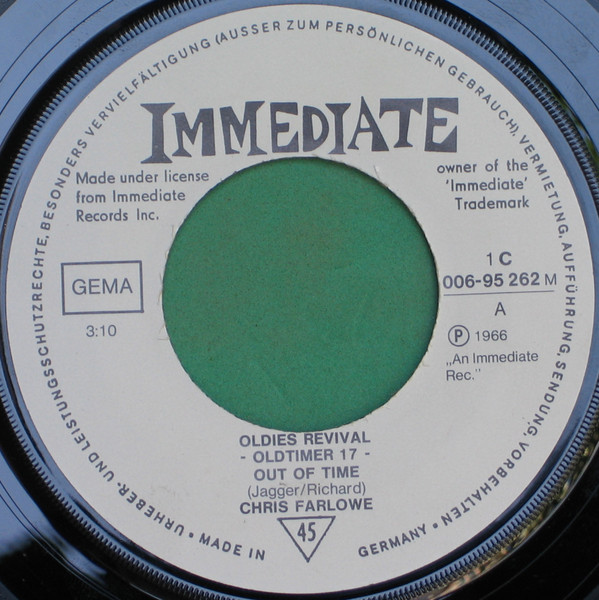 URHEBER- UND LEISTUNGSSCHUTZRECHTE, BESONDERS VERVIELFÄLTIGUNG (AUSSER ZUM PERSÖNLICHEN GEBRAUCH), VERMIETUNG, AUFFÜHRUNG, SENDUNG, VORBEHALTEN •
IMMEDIATE
Made under license
from Immediate
Records Inc.
owner of the
'Immediate'
Trademark
GEMA
3:10
1 C
006-95 262 M
A
Ⓟ 1966
„An Immediate
Rec."
OLDIES REVIVAL
- OLDTIMER 17 -
OUT OF TIME
(Jagger/Richard)
CHRIS FARLOWE
45
• MADE IN GERMANY •